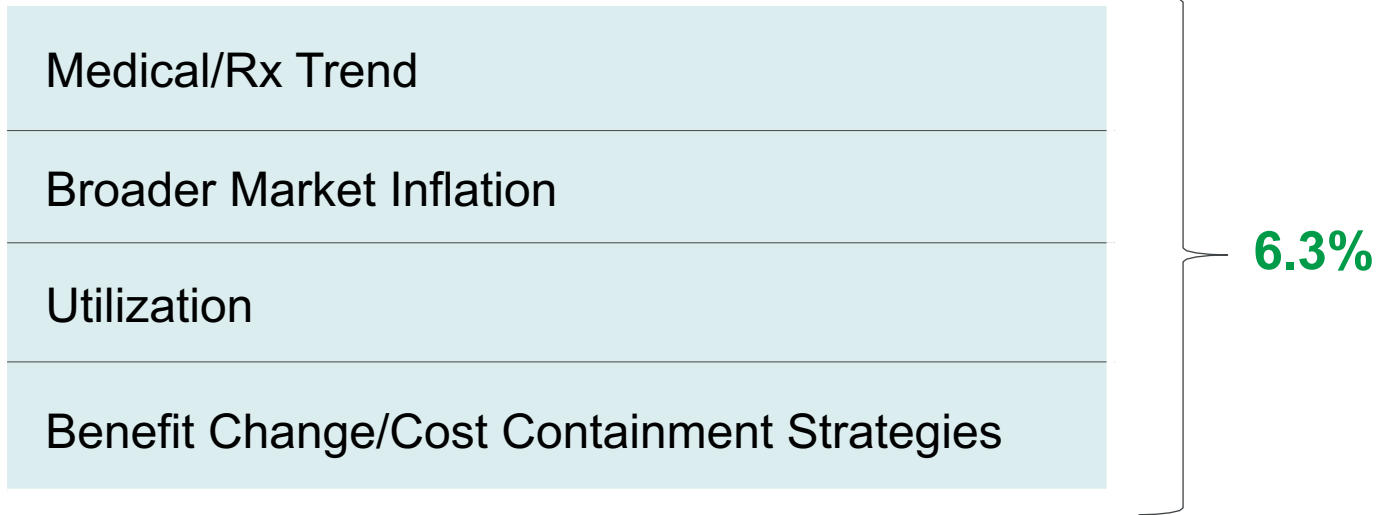 Medical/Rx Trend
Broader Market Inflation
6.3%
Utilization
Benefit Change/Cost Containment Strategies